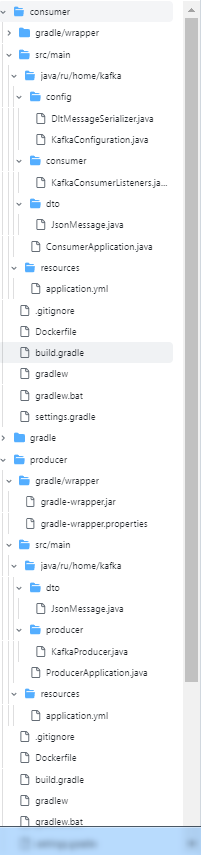 consumer
gradle/wrapper
src/main
java/ru/home/kafka
config
DltMessageSerializer.java
KafkaConfiguration.java
consumer
KafkaConsumerListeners.ja...
dto
JsonMessage.java
ConsumerApplication.java
resources
application.yml
.gitignore
Dockerfile
build.gradle
gradlew
gradlew.bat
settings.gradle
gradle
producer
gradle/wrapper
gradle-wrapper.jar
gradle-wrapper.properties
src/main
java/ru/home/kafka
dto
JsonMessage.java
producer
KafkaProducer.java
ProducerApplication.java
resources
application.yml
.gitignore
Dockerfile
build.gradle
gradlew
gradlew.bat